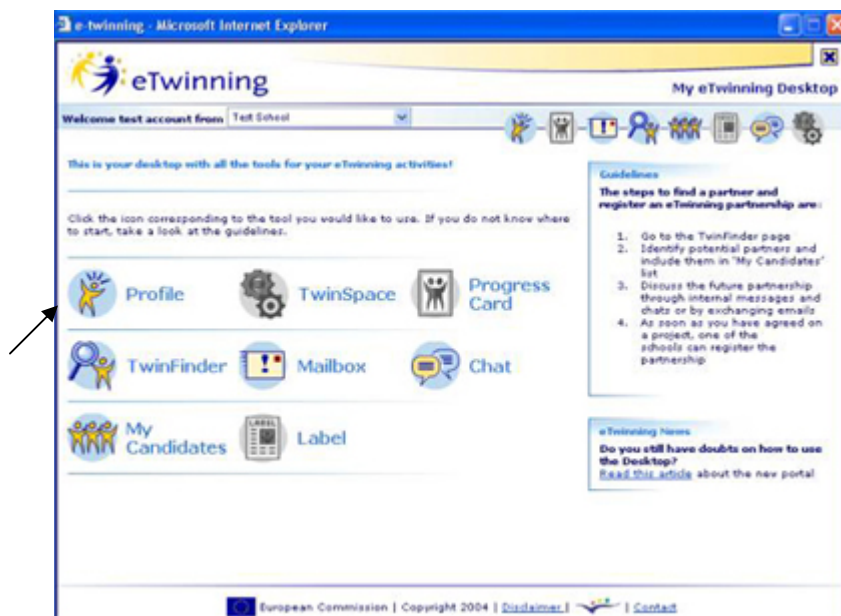 e-twinning - Microsoft Internet Explorer
eTwinning
My eTwinning Desktop
Welcome test account from Test School
This is your desktop with all the tools for your eTwinning activities!
Click the icon corresponding to the tool you would like to use. If you do not know where
to start, take a look at the guidelines.
Profile
TwinSpace
Progress
Card
TwinFinder
Mailbox
Chat
My
Candidates
LABEL
Label
Guidelines
The steps to find a partner and
register an eTwinning partnership are:
1. Go to the TwinFinder page
2. Identify potential partners and
include them in 'My Candidates'
list
3. Discuss the future partnership
through internal messages and
chats or by exchanging emails
4. As soon as you have agreed on
a project, one of the
schools can register the
partnership
eTwinning News
Do you still have doubts on how to use
the Desktop?
Read this article about the new portal
European Commission | Copyright 2004 | Disclaimer | | Contact